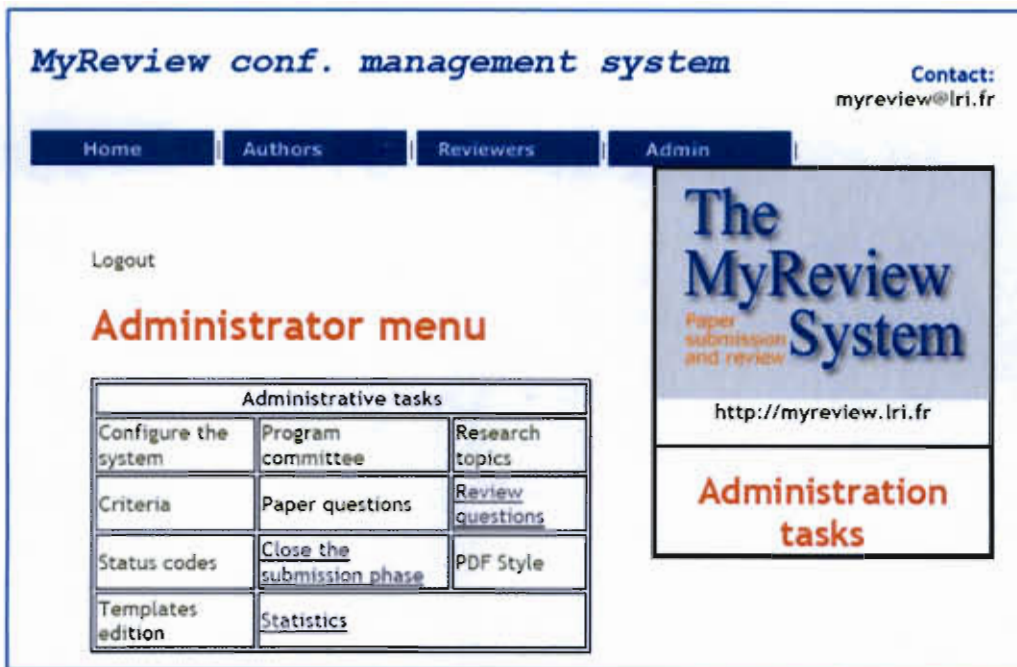 MyReview conf. management system
Contact:
myreview@lri.fr
Home | Authors | Reviewers | Admin |
Logout
Administrator menu
Administrative tasks
Configure the system
Program committee
Research topics
Criteria
Paper questions
Review questions
Status codes
Close the submission phase
PDF Style
Templates edition
Statistics
The
MyReview
System
Paper
submission
and review
http://myreview.lri.fr
Administration
tasks